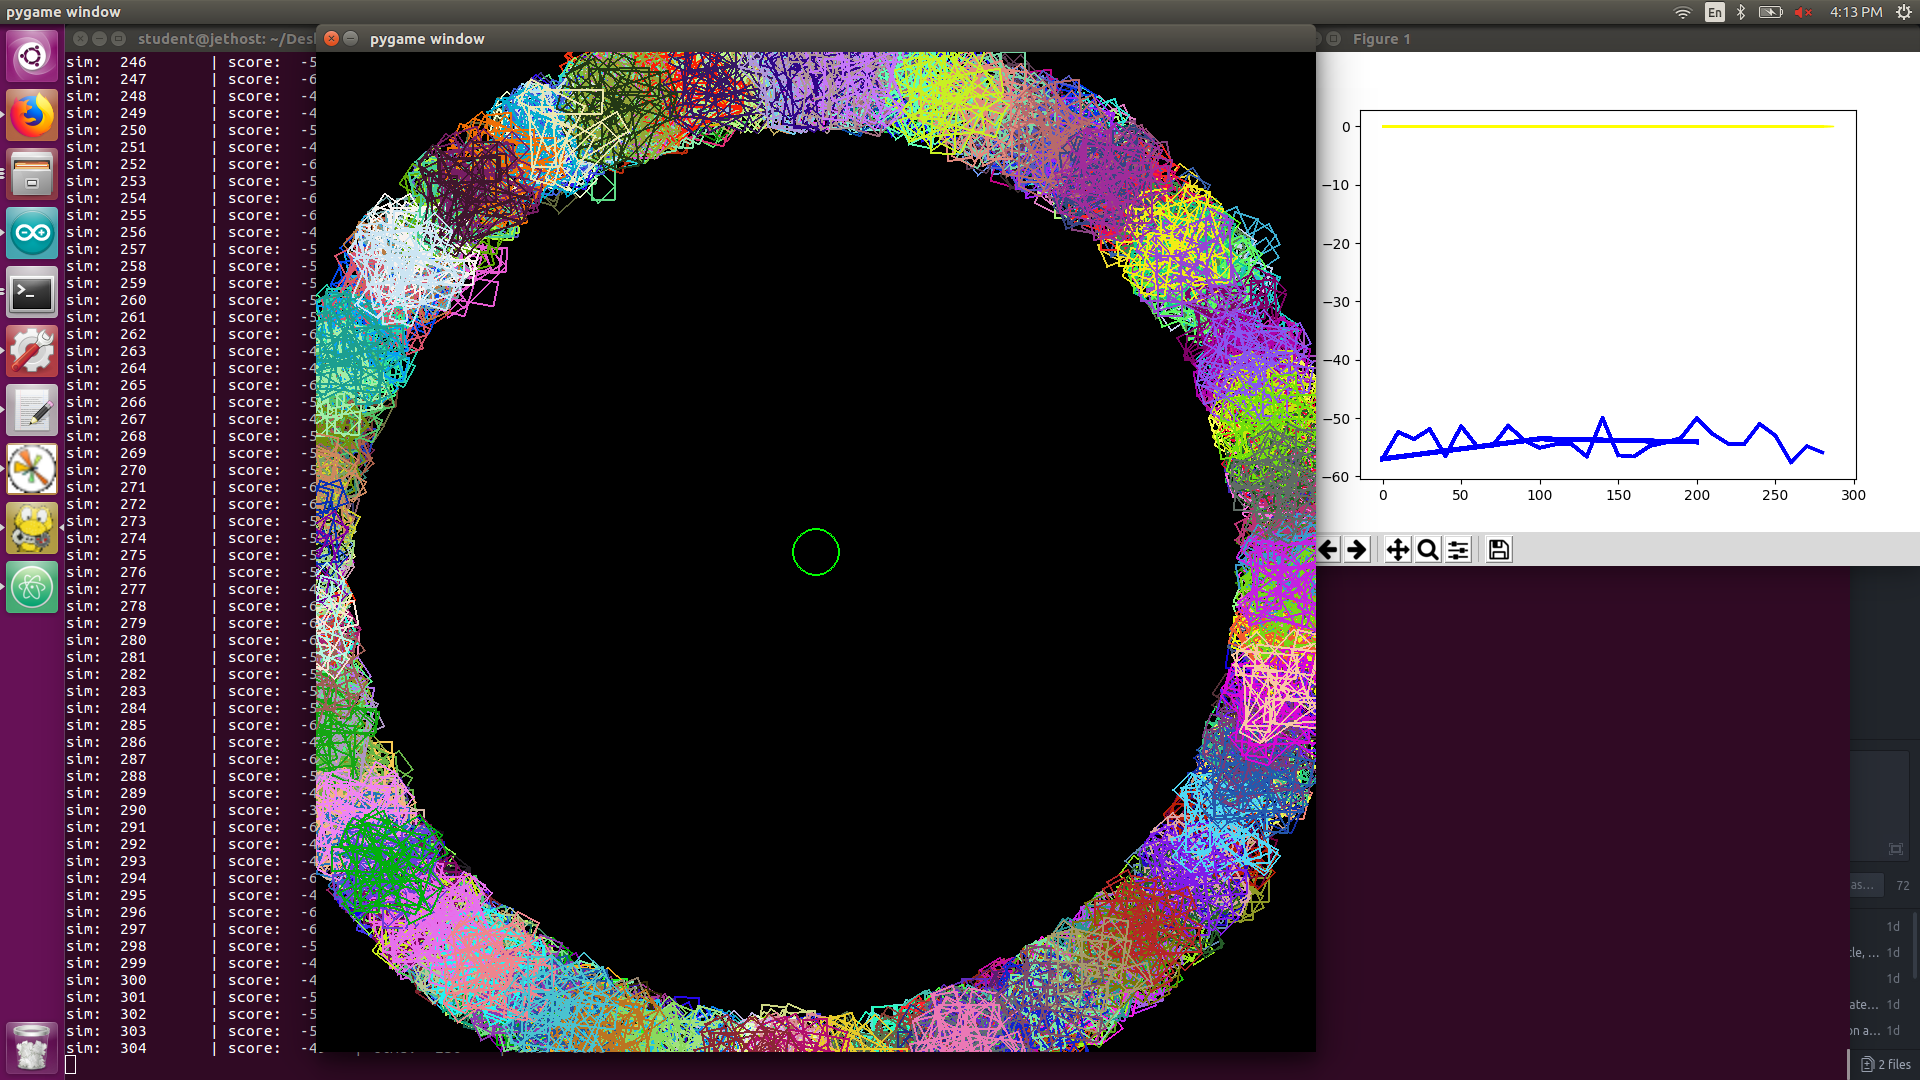 pygame window
En
4:13 PM
student@jethost: ~/Des
pygame window
Figure 1
sim: 246 | score: -5
sim: 247 | score: -6
sim: 248 | score: -4
sim: 249 | score: -4
sim: 250 | score: -5
sim: 251 | score: -4
sim: 252 | score: -6
sim: 253 | score: -5
sim: 254 | score: -6
sim: 255 | score: -6
sim: 256 | score: -4
sim: 257 | score: -5
sim: 258 | score: -5
sim: 259 | score: -4
sim: 260 | score: -4
sim: 261 | score: -5
sim: 262 | score: -6
sim: 263 | score: -4
sim: 264 | score: -4
sim: 265 | score: -6
sim: 266 | score: -5
sim: 267 | score: -4
sim: 268 | score: -6
sim: 269 | score: -5
sim: 270 | score: -6
sim: 271 | score: -6
sim: 272 | score: -4
sim: 273 | score: -5
sim: 274 | score: -5
sim: 275 | score: -5
sim: 276 | score: -6
sim: 277 | score: -4
sim: 278 | score: -6
sim: 279 | score: -6
sim: 280 | score: -4
sim: 281 | score: -5
sim: 282 | score: -5
sim: 283 | score: -4
sim: 284 | score: -5
sim: 285 | score: -6
sim: 286 | score: -4
sim: 287 | score: -4
sim: 288 | score: -5
sim: 289 | score: -4
sim: 290 | score: -3
sim: 291 | score: -6
sim: 292 | score: -5
sim: 293 | score: -4
sim: 294 | score: -6
sim: 295 | score: -4
sim: 296 | score: -6
sim: 297 | score: -6
sim: 298 | score: -5
sim: 299 | score: -4
sim: 300 | score: -4
sim: 301 | score: -5
sim: 302 | score: -5
sim: 303 | score: -5
sim: 304 | score: -4
0
−10
−20
−30
−40
−50
−60
0 50 100 150 200 250 300
as...
72
1d
tle, ... 1d
1d
ate... 1d
on a... 1d
2 files